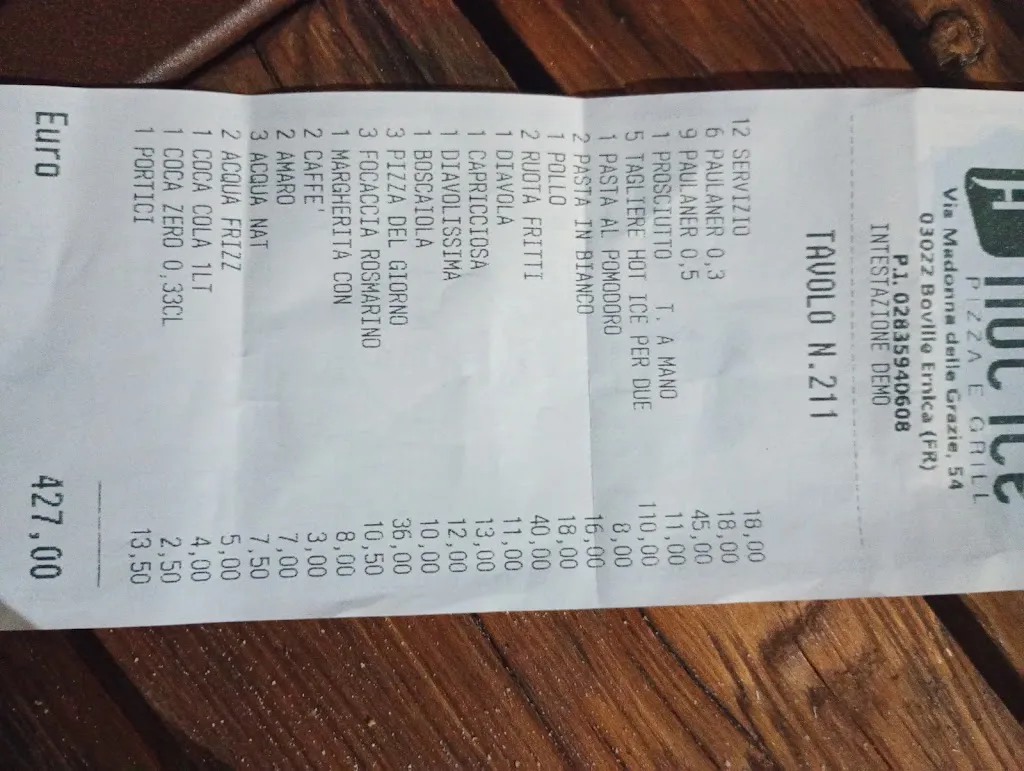 HOT ICE
PIZZA E GRILL
Via Madonna delle Grazie, 54
03022 Boville Ernica (FR)
P.I. 02835940608
INTESTAZIONE DEMO
TAVOLO N.211
12 SERVIZIO 18,00
6 PAULANER 0,3 18,00
9 PAULANER 0,5 45,00
1 PROSCIUTTO T. A MANO 11,00
5 TAGLIERE HOT ICE PER DUE 110,00
1 PASTA AL POMODORO 8,00
2 PASTA IN BIANCO 16,00
1 POLLO 18,00
2 RUOTA FRITTI 40,00
1 DIAVOLA 11,00
1 CAPRICCIOSA 13,00
1 DIAVOLISSIMA 12,00
1 BOSCAIOLA 10,00
3 PIZZA DEL GIORNO 36,00
3 FOCACCIA ROSMARINO 10,50
1 MARGHERITA CON 8,00
2 CAFFE' 3,00
2 AMARO 7,00
3 ACQUA NAT 7,50
2 ACQUA FRIZZ 5,00
1 COCA COLA 1LT 4,00
1 COCA ZERO 0,33CL 2,50
1 PORTICI 13,50
Euro 427,00